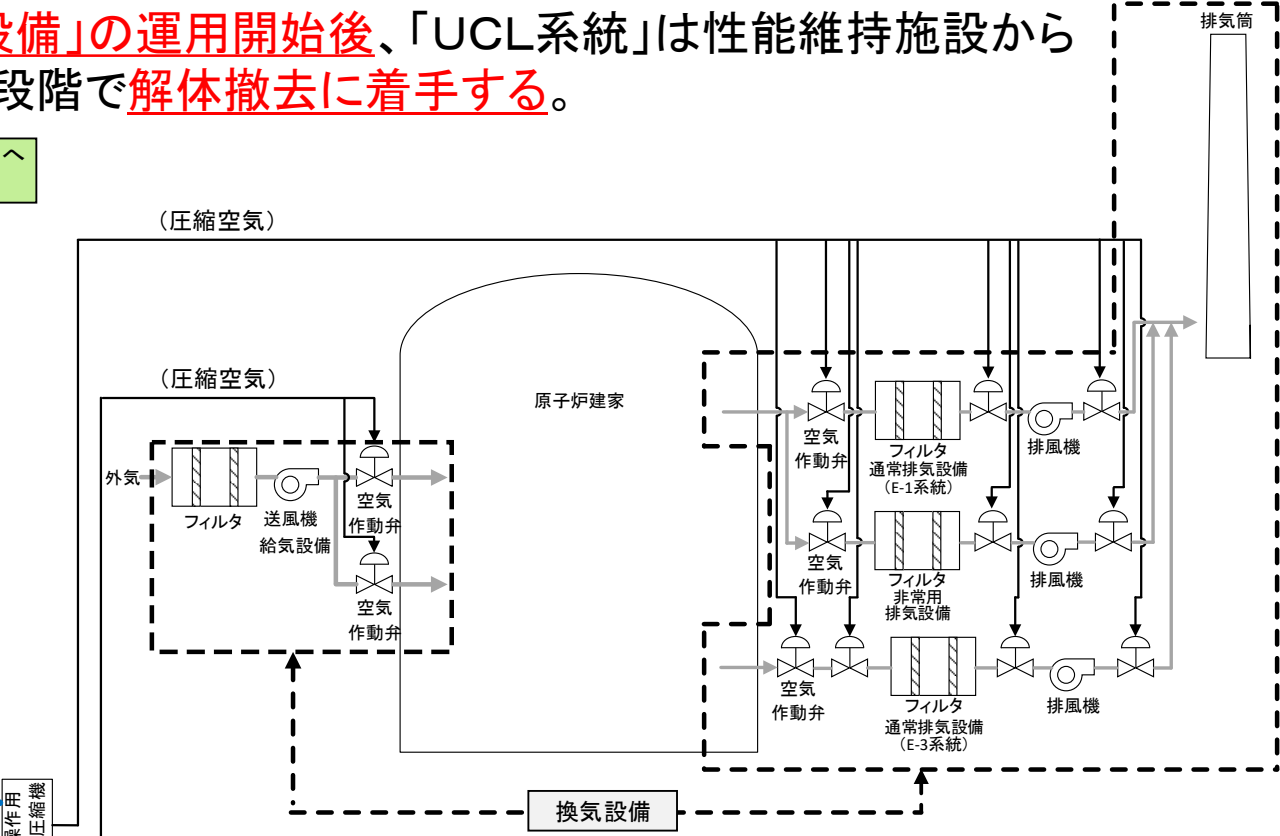 設備」の運用開始後、「UCL系統」は性能維持施設から
段階で解体撤去に着手する。
へ
排気筒
（圧縮空気）
（圧縮空気）
原子炉建家
外気
フィルタ
送風機
給気設備
空気
作動弁
空気
作動弁
空気
作動弁
フィルタ
通常排気設備
（E-1系統）
排風機
空気
作動弁
フィルタ
非常用
排気設備
排風機
空気
作動弁
フィルタ
通常排気設備
（E-3系統）
排風機
換気設備
操作用
圧縮機